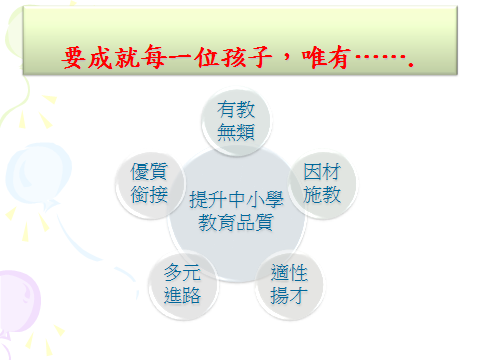 要成就每一位孩子，唯有…….
有教
無類
優質
銜接
因材
施教
提升中小學
教育品質
多元
進路
適性
揚才